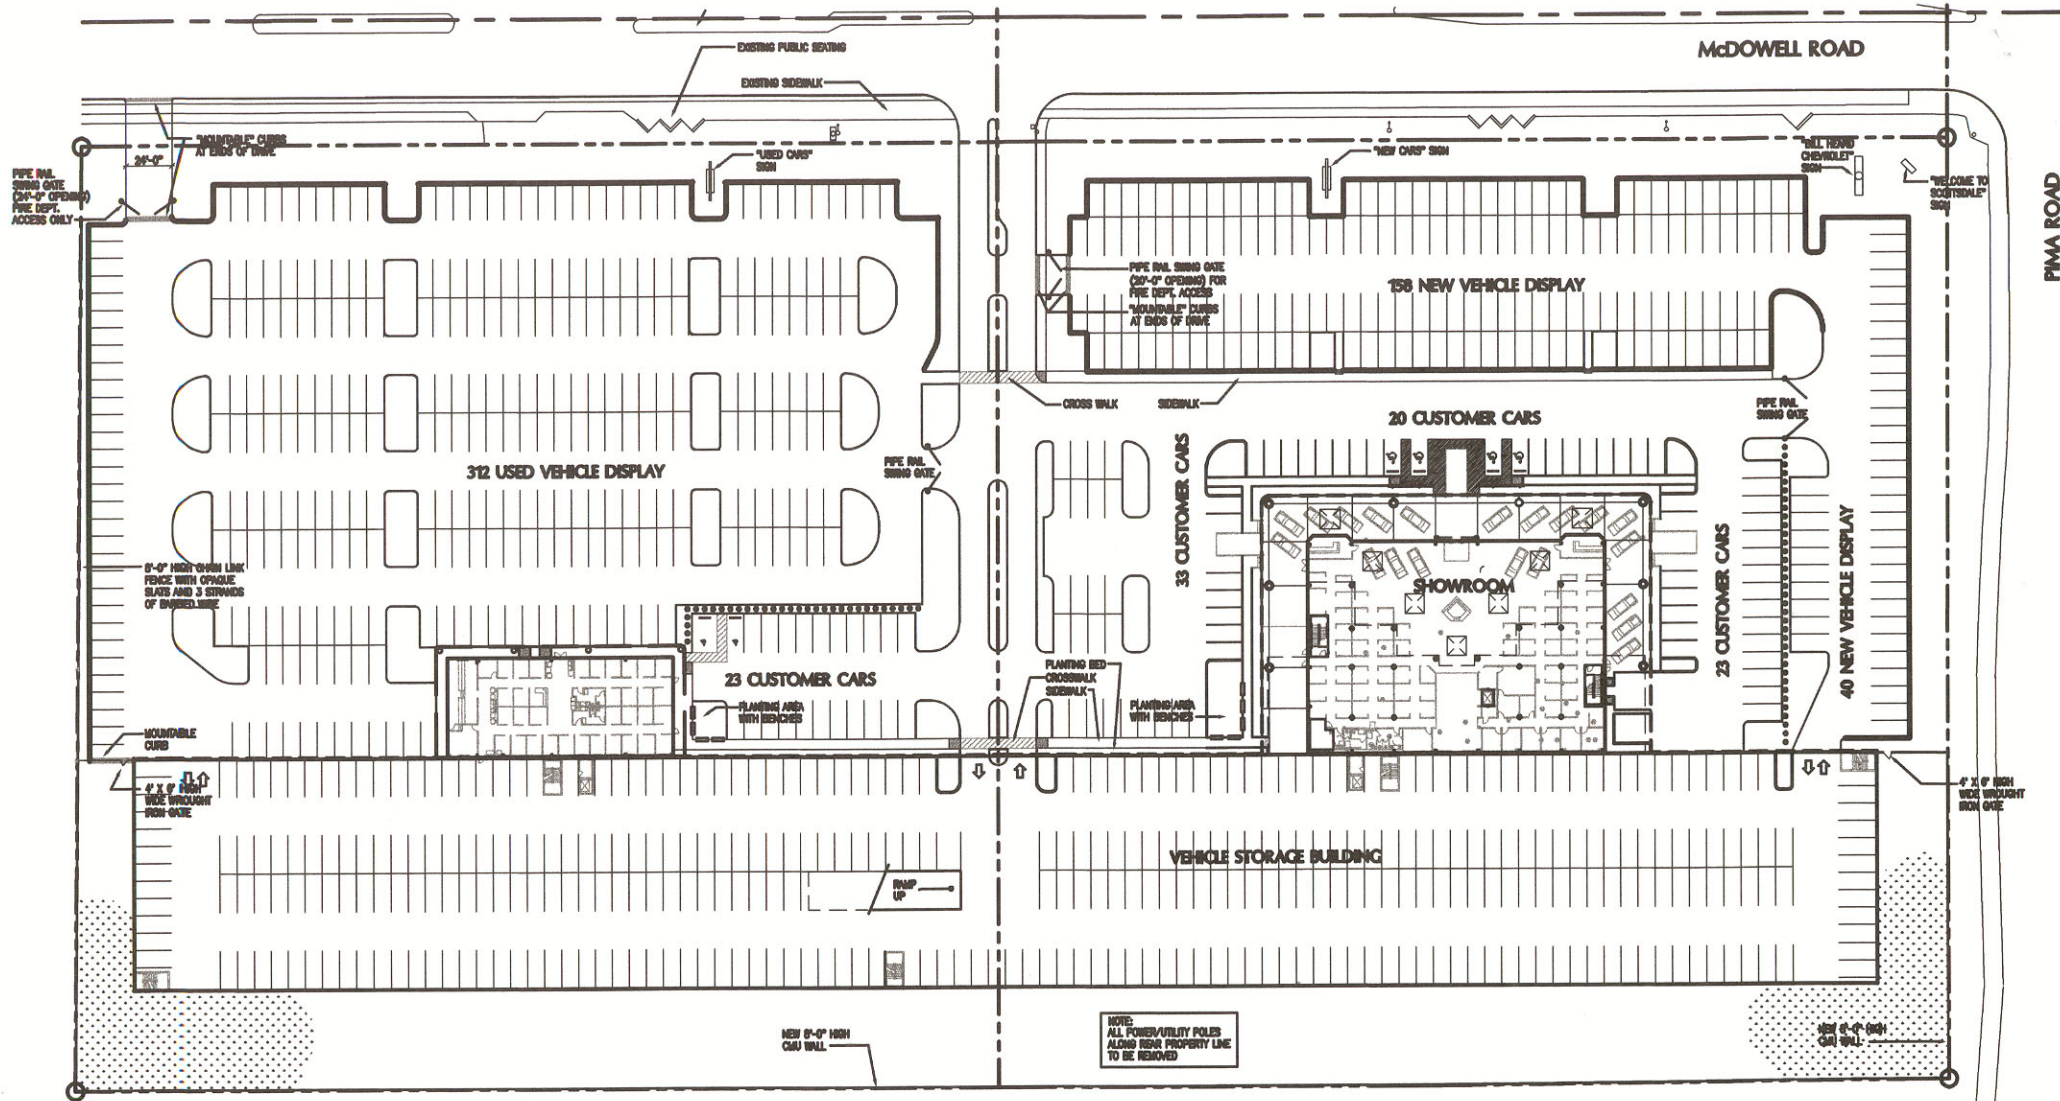 McDOWELL ROAD
EXISTING PUBLIC SEATING
EXISTING SIDEWALK
"MOUNTABLE" CURBS
AT ENDS OF DRIVE
24'-0"
PIPE RAIL
SWING GATE
(24'-0" OPENING)
FIRE DEPT.
ACCESS ONLY
"USED CARS"
SIGN
"NEW CARS" SIGN
"BILL HEARD
CHEVROLET"
SIGN
"WELCOME TO
SCOTTSDALE"
SIGN
PIMA ROAD
PIPE RAIL SWING GATE
(20'-0" OPENING) FOR
FIRE DEPT. ACCESS
"MOUNTABLE" CURBS
AT ENDS OF DRIVE
158 NEW VEHICLE DISPLAY
CROSS WALK
SIDEWALK
PIPE RAIL
SWING GATE
20 CUSTOMER CARS
312 USED VEHICLE DISPLAY
PIPE RAIL
SWING GATE
33 CUSTOMER CARS
SHOWROOM
23 CUSTOMER CARS
40 NEW VEHICLE DISPLAY
8'-0" HIGH CHAIN LINK
FENCE WITH OPAQUE
SLATS AND 3 STRANDS
OF BARBED WIRE
23 CUSTOMER CARS
PLANTING AREA
WITH BENCHES
PLANTING BED
CROSSWALK
SIDEWALK
PLANTING AREA
WITH BENCHES
MOUNTABLE
CURB
4' X 6' HIGH
WIDE WROUGHT
IRON GATE
4' X 6' HIGH
WIDE WROUGHT
IRON GATE
VEHICLE STORAGE BUILDING
RAMP
UP
NEW 8'-0" HIGH
CMU WALL
NOTE:
ALL POWER/UTILITY POLES
ALONG REAR PROPERTY LINE
TO BE REMOVED
NEW 8'-0" HIGH
CMU WALL